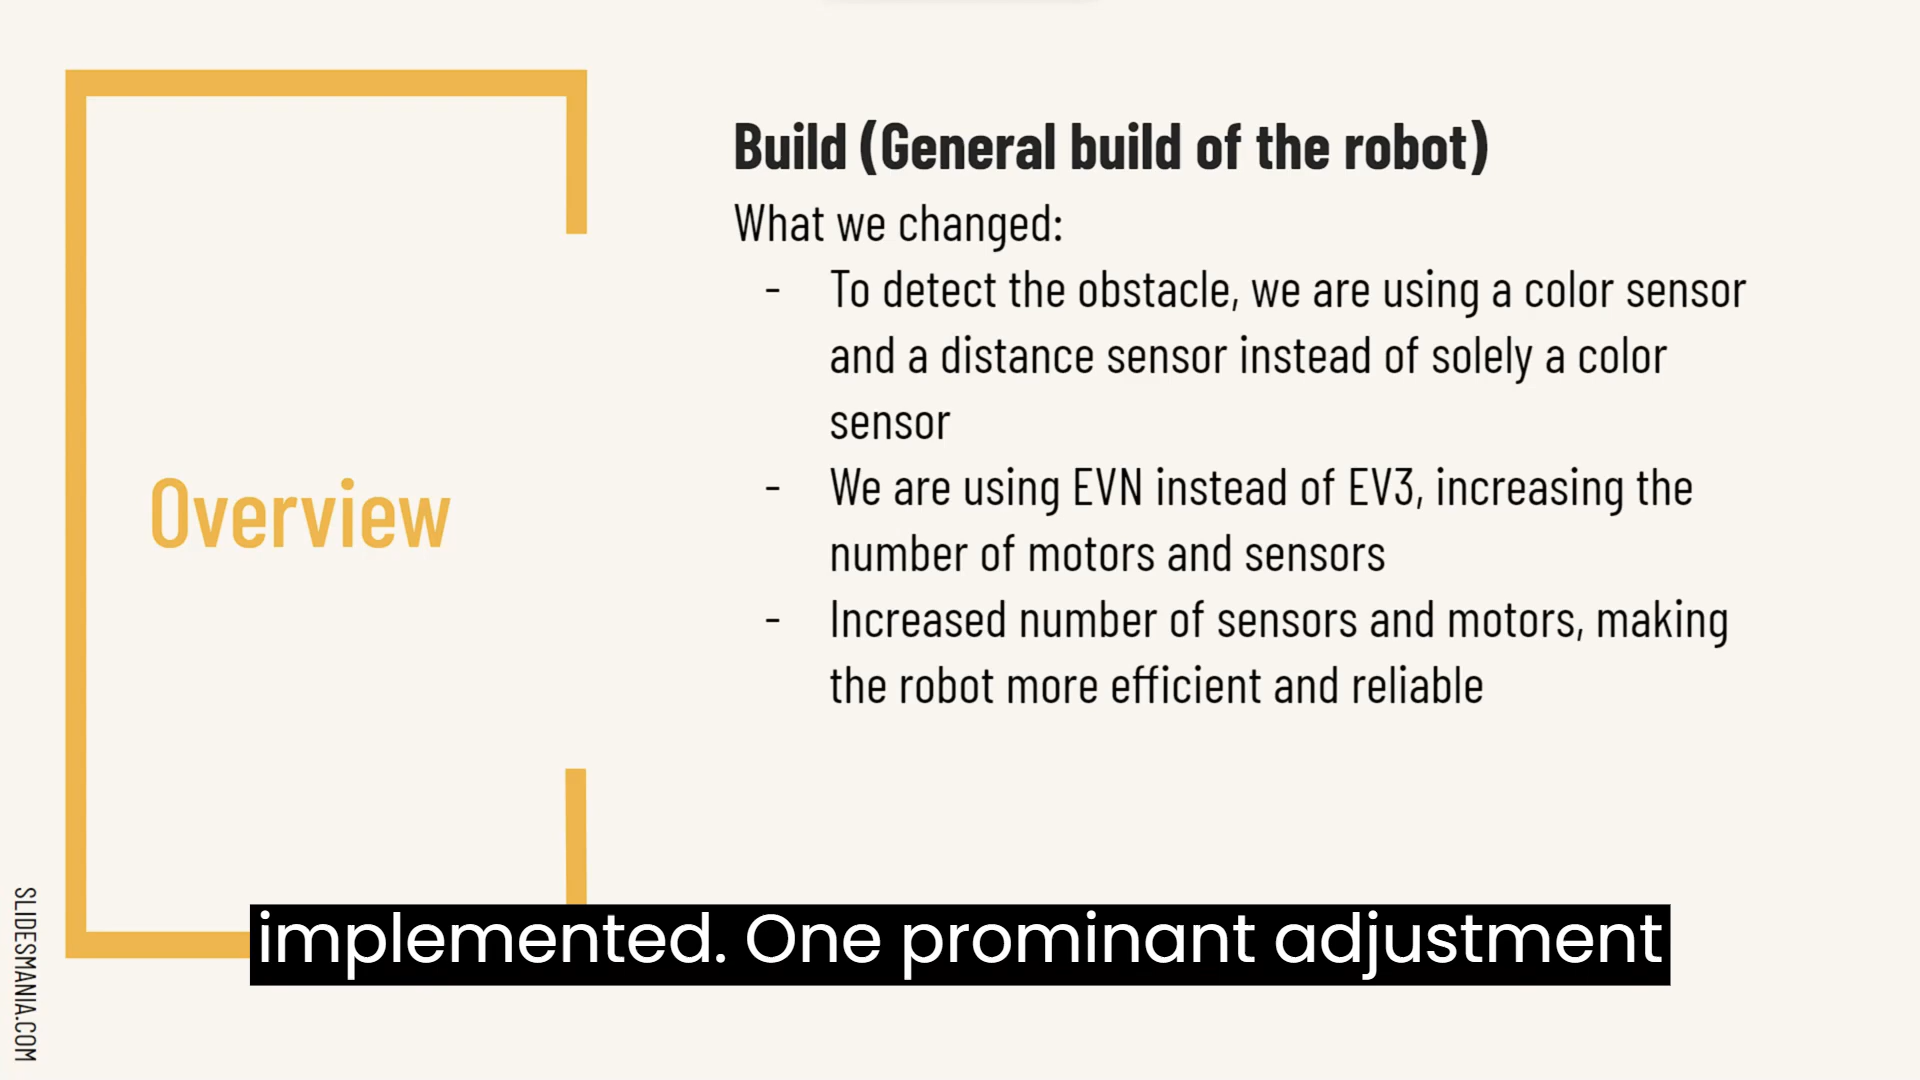 Build (General build of the robot)
What we changed:
- To detect the obstacle, we are using a color sensor
and a distance sensor instead of solely a color
sensor
- We are using EVN instead of EV3, increasing the
number of motors and sensors
- Increased number of sensors and motors, making
the robot more efficient and reliable
Overview
implemented. One prominant adjustment
SLIDESMANIA.COM